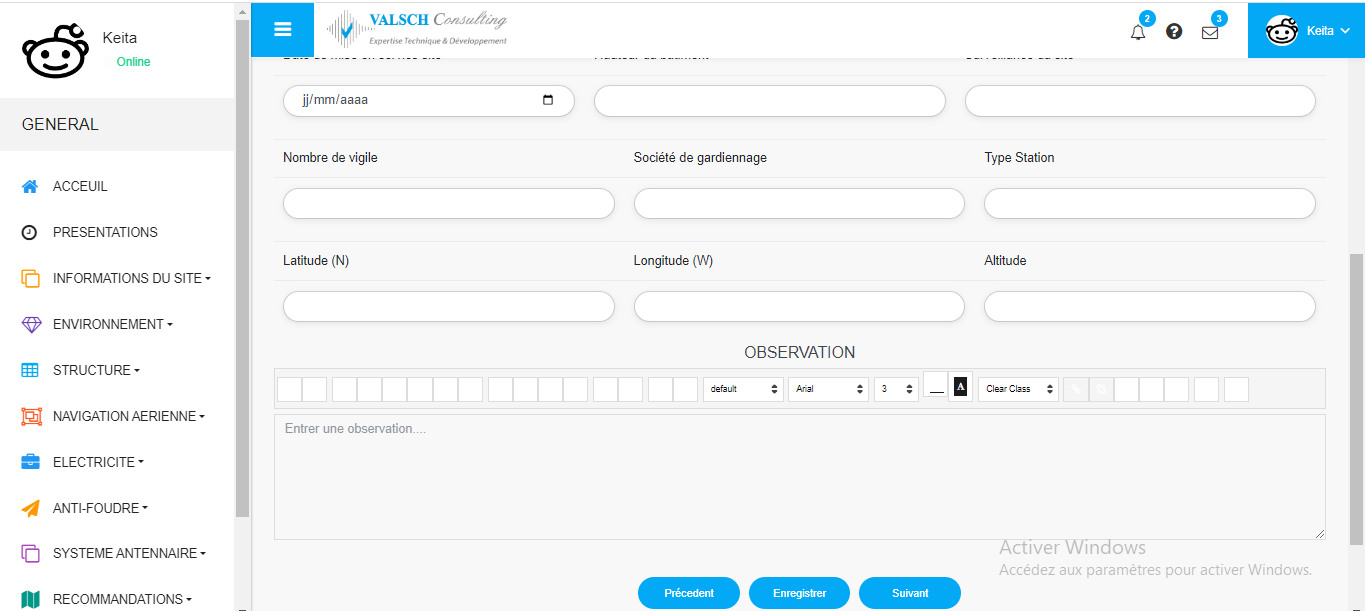 Keita
Online
VALSCH Consulting
Expertise Technique & Développement
2
3
Keita
GENERAL
ACCEUIL
PRESENTATIONS
INFORMATIONS DU SITE
ENVIRONNEMENT
STRUCTURE
NAVIGATION AERIENNE
ELECTRICITE
ANTI-FOUDRE
SYSTEME ANTENNAIRE
RECOMMANDATIONS
jj/mm/aaaa
Nombre de vigile Société de gardiennage Type Station
Latitude (N) Longitude (W) Altitude
OBSERVATION
default Arial 3 A Clear Class
Entrer une observation....
Activer Windows
Accédez aux paramètres pour activer Windows.
Précedent Enregistrer Suivant